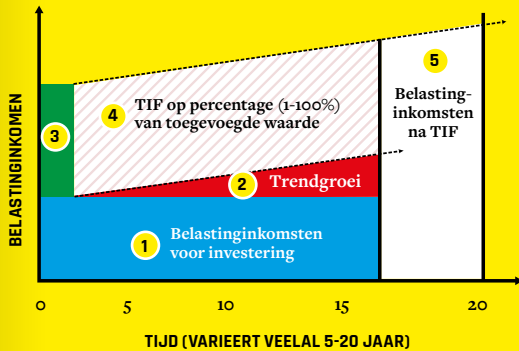 BELASTINGINKOMEN
5
Belasting-
inkomsten
na TIF
4
TIF op percentage (1-100%)
van toegevoegde waarde
3
2
Trendgroei
1
Belastinginkomsten
voor investering
0 5 10 15 20
TIJD (VARIEERT VEELAL 5-20 JAAR)